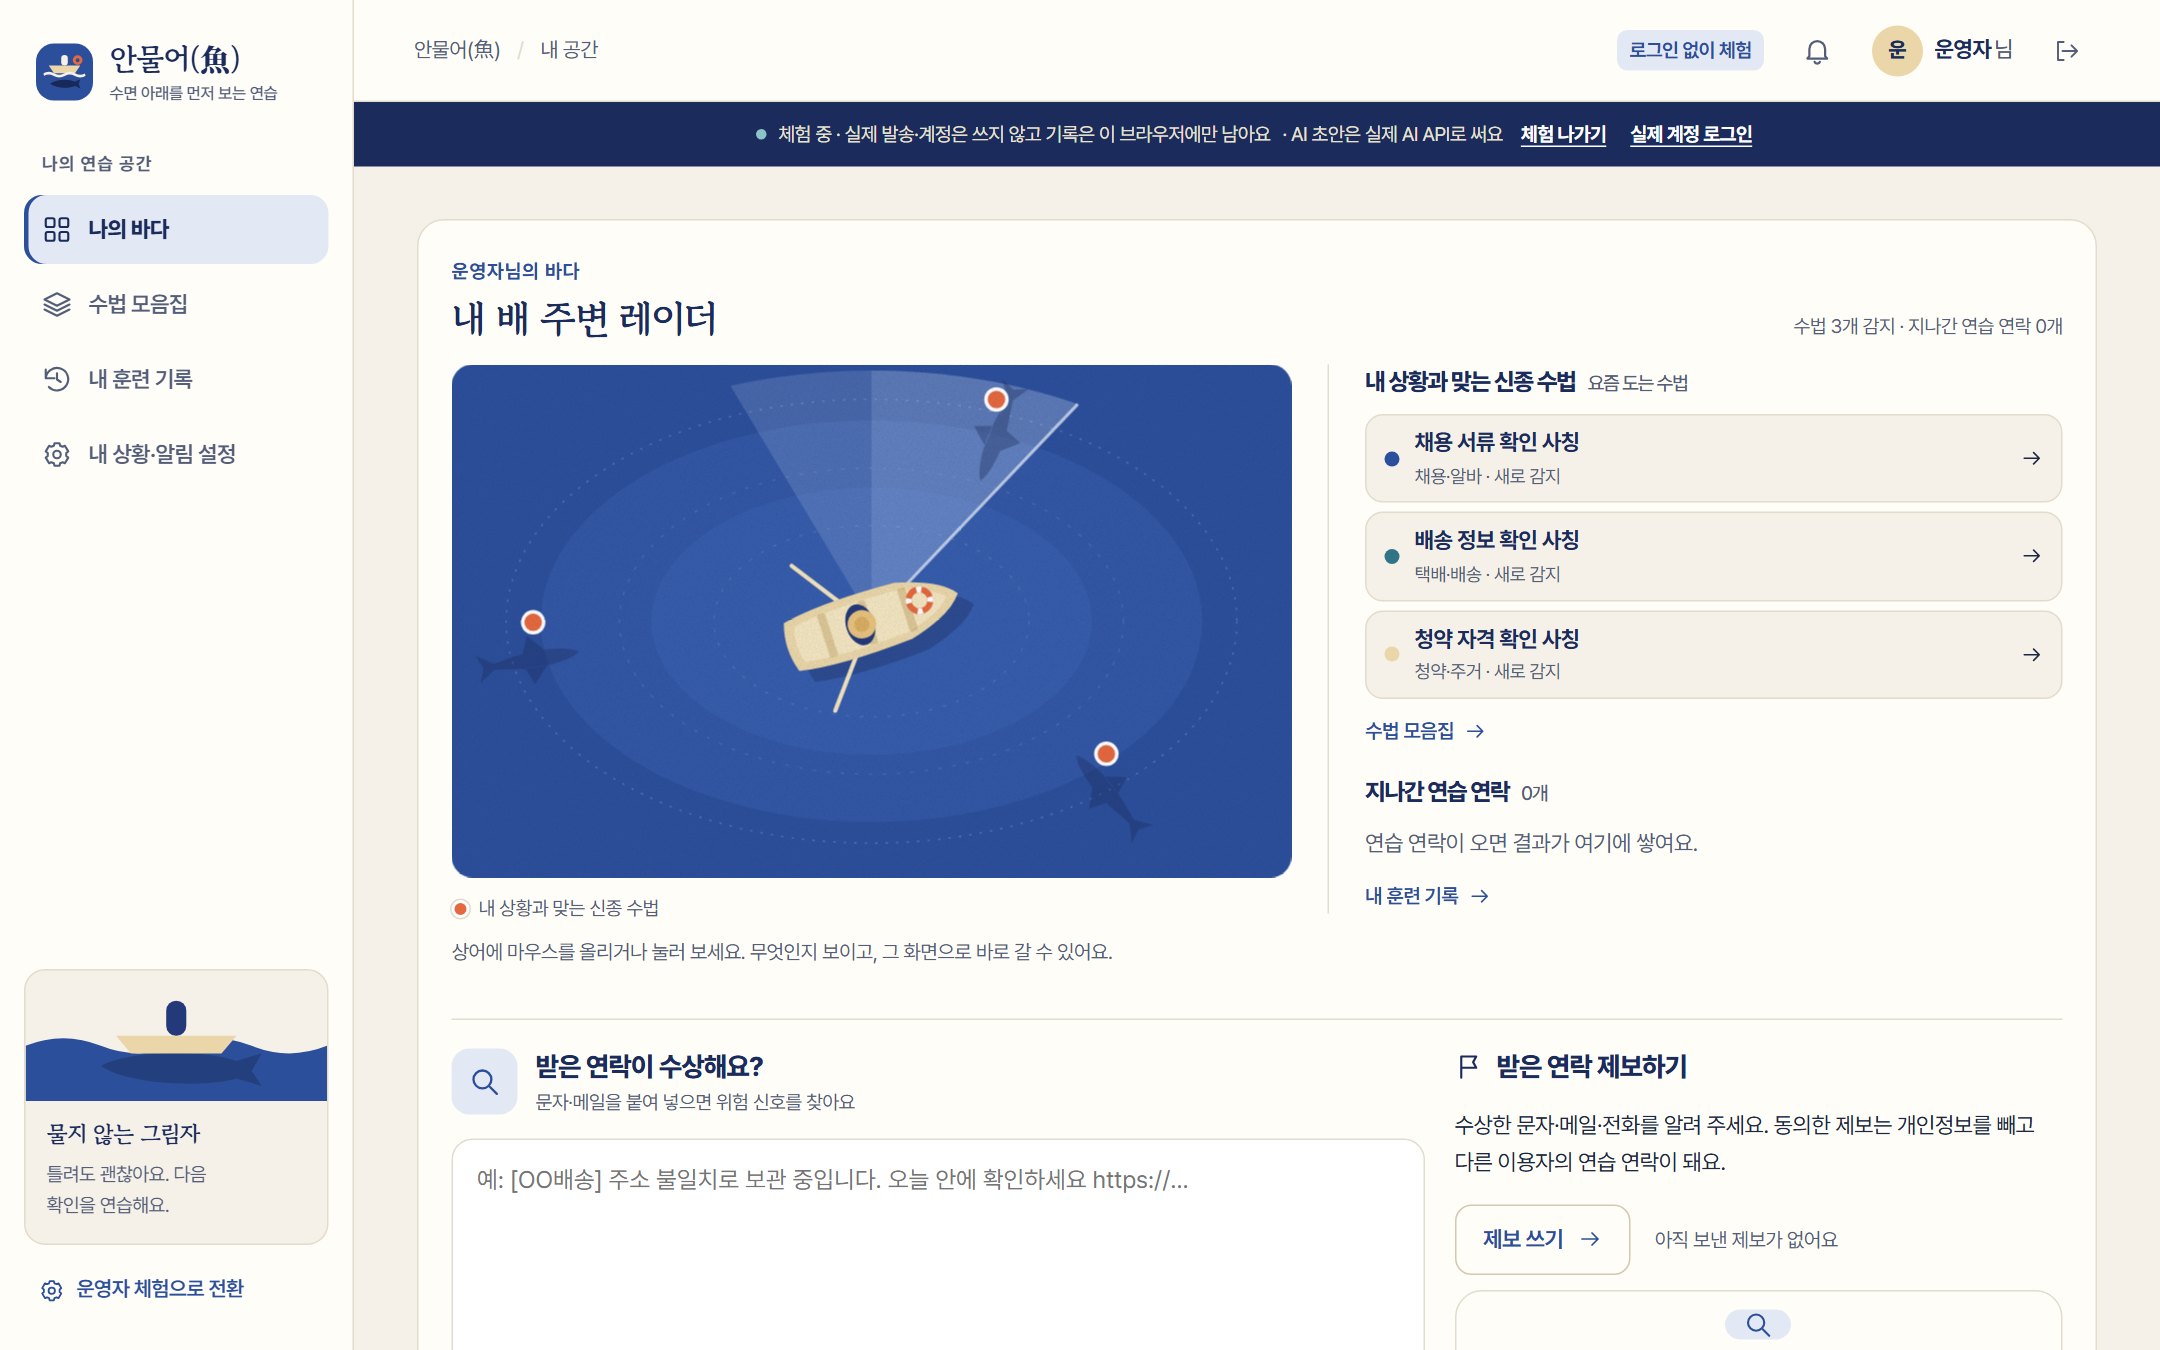 안물어(魚)
수면 아래를 먼저 보는 연습
나의 연습 공간
나의 바다
수법 모음집
내 훈련 기록
내 상황·알림 설정
물지 않는 그림자
틀려도 괜찮아요. 다음
확인을 연습해요.
운영자 체험으로 전환
안물어(魚) / 내 공간
로그인 없이 체험
운
운영자님
체험 중 · 실제 발송·계정은 쓰지 않고 기록은 이 브라우저에만 남아요 · AI 초안은 실제 AI API로 써요 체험 나가기 실제 계정 로그인
운영자님의 바다
내 배 주변 레이더
수법 3개 감지 · 지나간 연습 연락 0개
내 상황과 맞는 신종 수법
상어에 마우스를 올리거나 눌러 보세요. 무엇인지 보이고, 그 화면으로 바로 갈 수 있어요.
내 상황과 맞는 신종 수법 요즘 도는 수법
채용 서류 확인 사칭
채용·알바 · 새로 감지
배송 정보 확인 사칭
택배·배송 · 새로 감지
청약 자격 확인 사칭
청약·주거 · 새로 감지
수법 모음집
지나간 연습 연락 0개
연습 연락이 오면 결과가 여기에 쌓여요.
내 훈련 기록
받은 연락이 수상해요?
문자·메일을 붙여 넣으면 위험 신호를 찾아요
예: [OO배송] 주소 불일치로 보관 중입니다. 오늘 안에 확인하세요 https://...
받은 연락 제보하기
수상한 문자·메일·전화를 알려 주세요. 동의한 제보는 개인정보를 빼고
다른 이용자의 연습 연락이 돼요.
제보 쓰기
아직 보낸 제보가 없어요